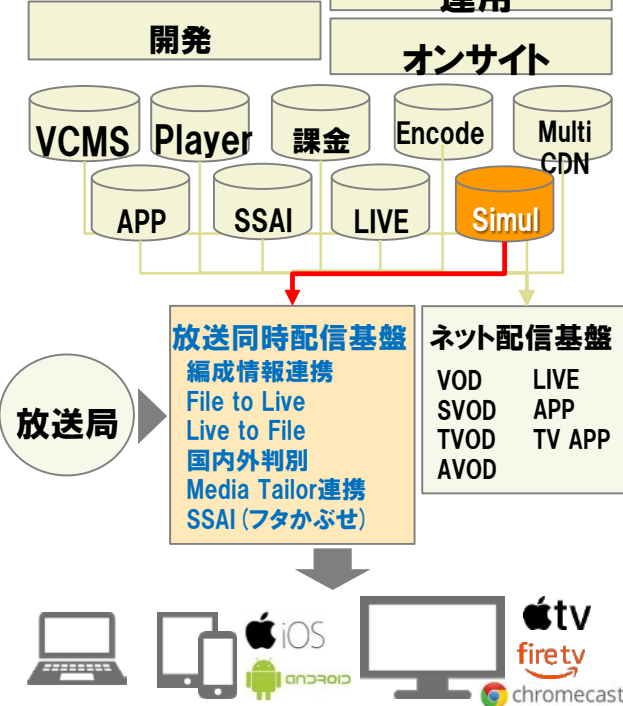 運用
開発
オンサイト
VCMS
Player
課金
Encode
Multi
CDN
APP
SSAI
LIVE
Simul
放送同時配信基盤
編成情報連携
File to Live
Live to File
国内外判別
Media Tailor連携
SSAI(フタかぶせ)
ネット配信基盤
VOD LIVE
SVOD APP
TVOD TV APP
AVOD
放送局
iOS
ANDROID
tv
firetv
chromecast